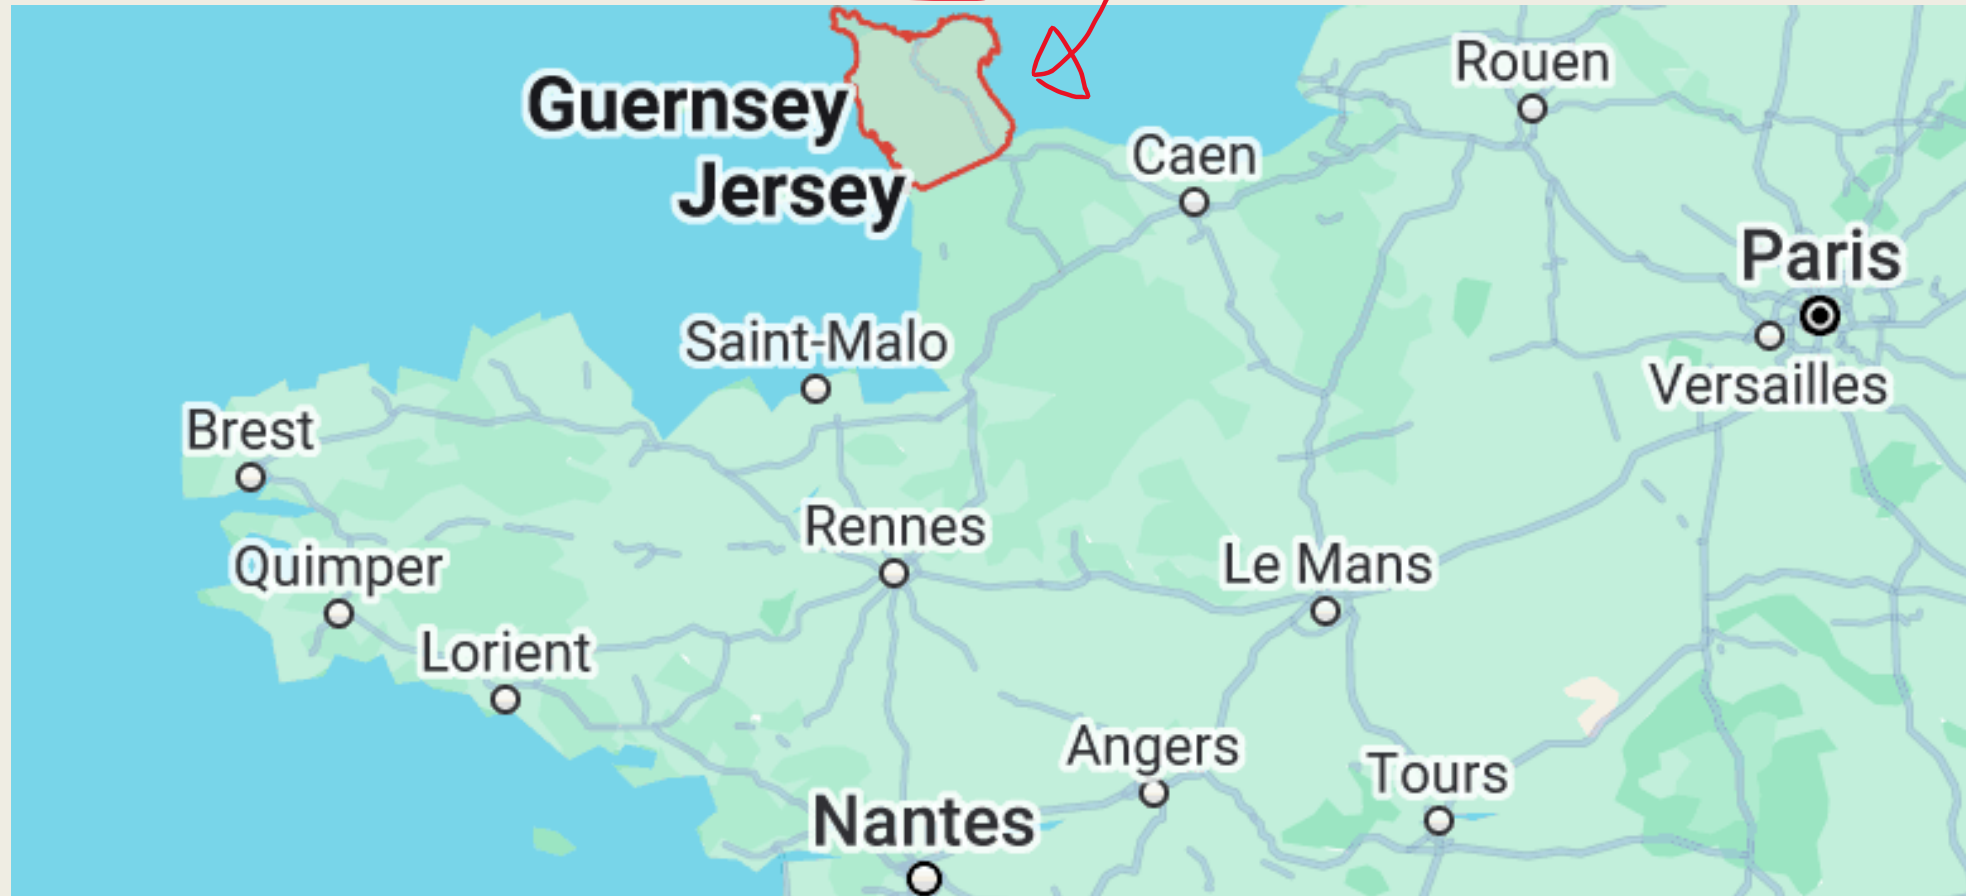 Rouen
Guernsey
Caen
Jersey
Paris
Saint-Malo
Versailles
Brest
Rennes
Le Mans
Quimper
Lorient
Angers
Tours
Nantes